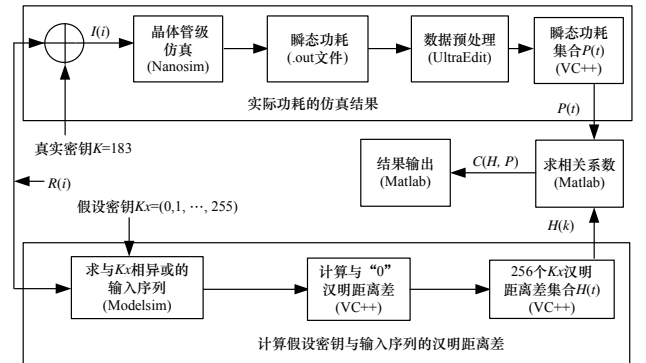 I(i)
晶体管级
仿真
(Nanosim)
瞬态功耗
(.out文件)
数据预处理
(UltraEdit)
瞬态功耗
集合P(t)
(VC++)
实际功耗的仿真结果
P(t)
真实密钥K=183
R(i)
结果输出
(Matlab)
C(H, P)
求相关系数
(Matlab)
假设密钥Kx=(0,1, ⋯, 255)
H(k)
求与Kx相异或的
输入序列
(Modelsim)
计算与“0”
汉明距离差
(VC++)
256个Kx汉明
距离差集合H(t)
(VC++)
计算假设密钥与输入序列的汉明距离差